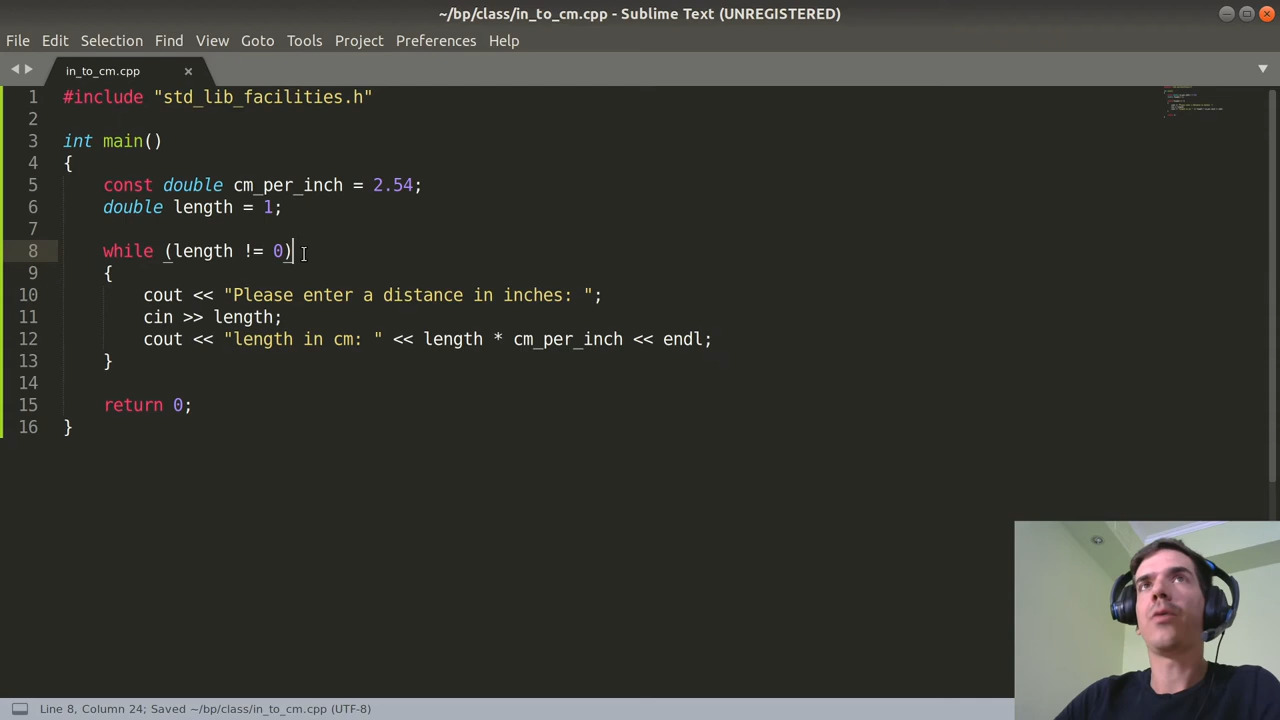 ~/bp/class/in_to_cm.cpp - Sublime Text (UNREGISTERED)
File Edit Selection Find View Goto Tools Project Preferences Help
in_to_cm.cpp
1 #include "std_lib_facilities.h"
2
3 int main()
4 {
5 const double cm_per_inch = 2.54;
6 double length = 1;
7
8 while (length != 0)
9 {
10 cout << "Please enter a distance in inches: ";
11 cin >> length;
12 cout << "length in cm: " << length * cm_per_inch << endl;
13 }
14
15 return 0;
16 }
Line 8, Column 24; Saved ~/bp/class/in_to_cm.cpp (UTF-8)